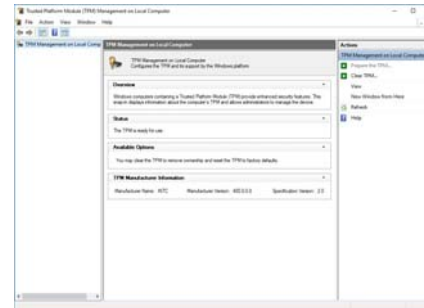 Trusted Platform Module (TPM) Management on Local Computer
File Action View Window Help
TPM Management on Local Comp
TPM Management on Local Computer
Actions
TPM Management on Local Computer
TPM Management on Local Computer
Configures the TPM and its support by the Windows platform
Prepare the TPM...
Clear TPM...
View
New Window from Here
Refresh
Help
Overview
Windows computers containing a Trusted Platform Module (TPM) provide enhanced security features. This
snap-in displays information about the computer's TPM and allows administrators to manage the device.
Status
The TPM is ready for use.
Available Options
You may clear the TPM to remove ownership and reset the TPM to factory defaults.
TPM Manufacturer Information
Manufacturer Name: Manufacturer Version: Specification Version: 2.0